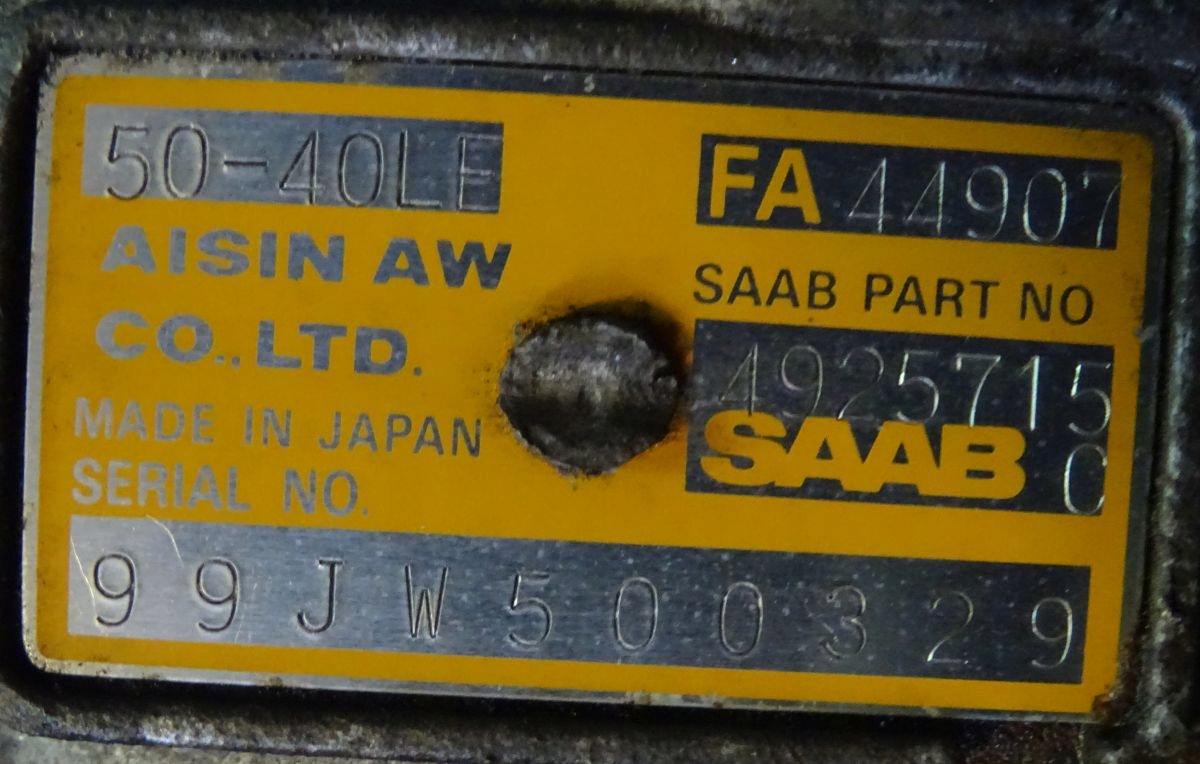 50-40LE
AISIN AW
CO., LTD.
MADE IN JAPAN
SERIAL NO.
99JW500329
FA 44907
SAAB PART NO
4925715
SAAB C